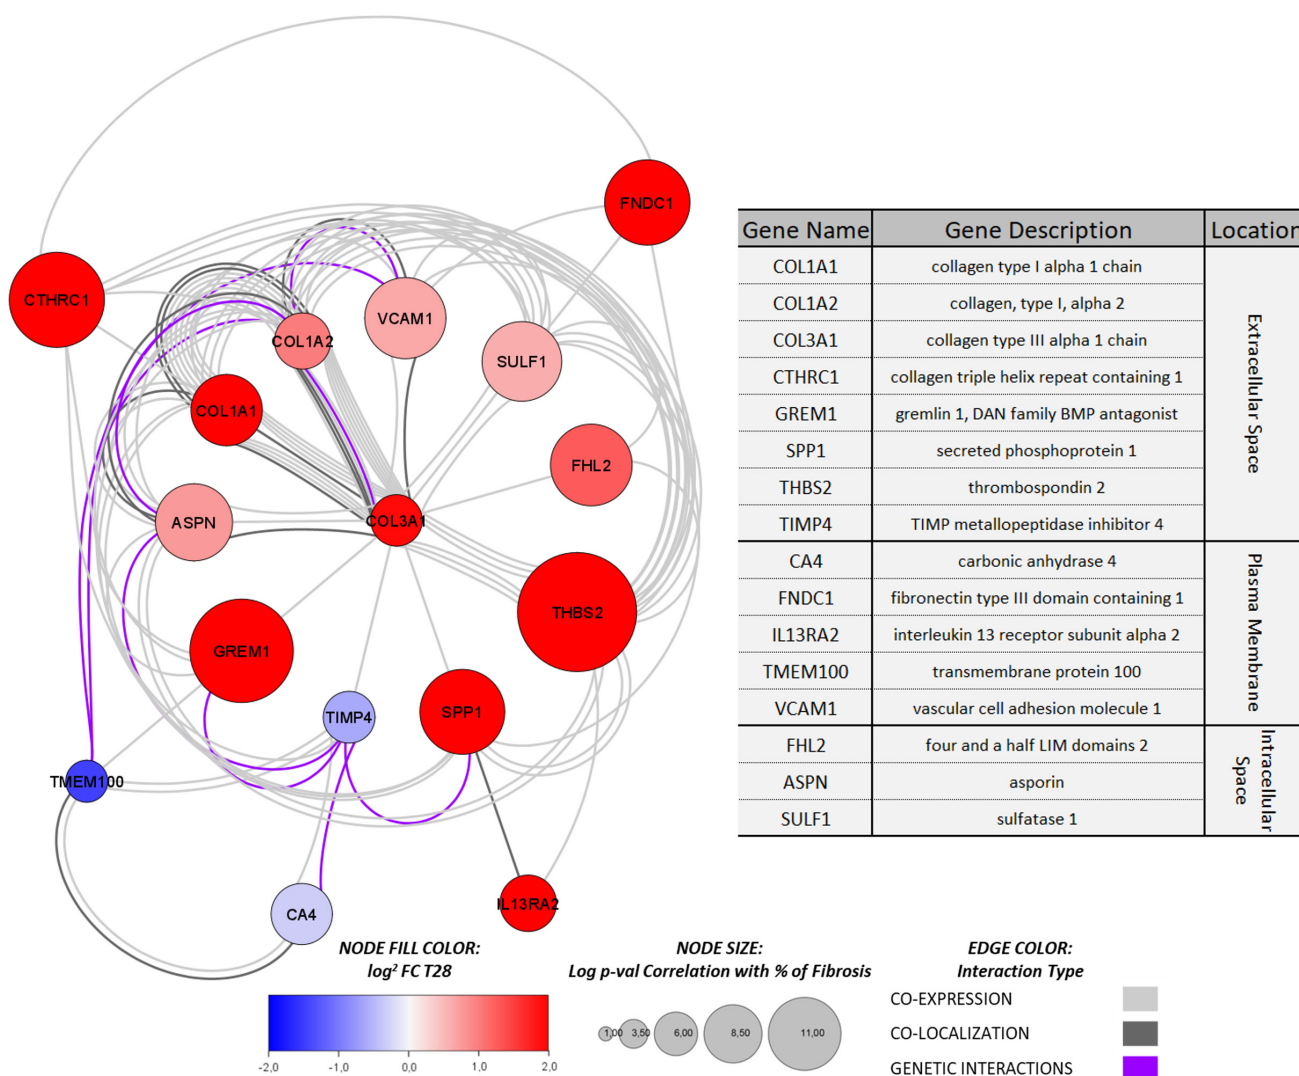 FNDC1
CTHRC1
VCAM1
COL1A2
SULF1
COL1A1
FHL2
ASPN
COL3A1
THBS2
GREM1
TIMP4
SPP1
TMEM100
CA4
IL13RA2
Gene Name Gene Description Location
COL1A1 collagen type I alpha 1 chain
COL1A2 collagen, type I, alpha 2
COL3A1 collagen type III alpha 1 chain
CTHRC1 collagen triple helix repeat containing 1
GREM1 gremlin 1, DAN family BMP antagonist
SPP1 secreted phosphoprotein 1
THBS2 thrombospondin 2
TIMP4 TIMP metallopeptidase inhibitor 4
Extracellular Space
CA4 carbonic anhydrase 4
FNDC1 fibronectin type III domain containing 1
IL13RA2 interleukin 13 receptor subunit alpha 2
TMEM100 transmembrane protein 100
VCAM1 vascular cell adhesion molecule 1
Plasma Membrane
FHL2 four and a half LIM domains 2
ASPN asporin
SULF1 sulfatase 1
Intracellular
Space
NODE FILL COLOR:
log² FC T28
-2,0 -1,0 0,0 1,0 2,0
NODE SIZE:
Log p-val Correlation with % of Fibrosis
1,00 3,50 6,00 8,50 11,00
EDGE COLOR:
Interaction Type
CO-EXPRESSION
CO-LOCALIZATION
GENETIC INTERACTIONS